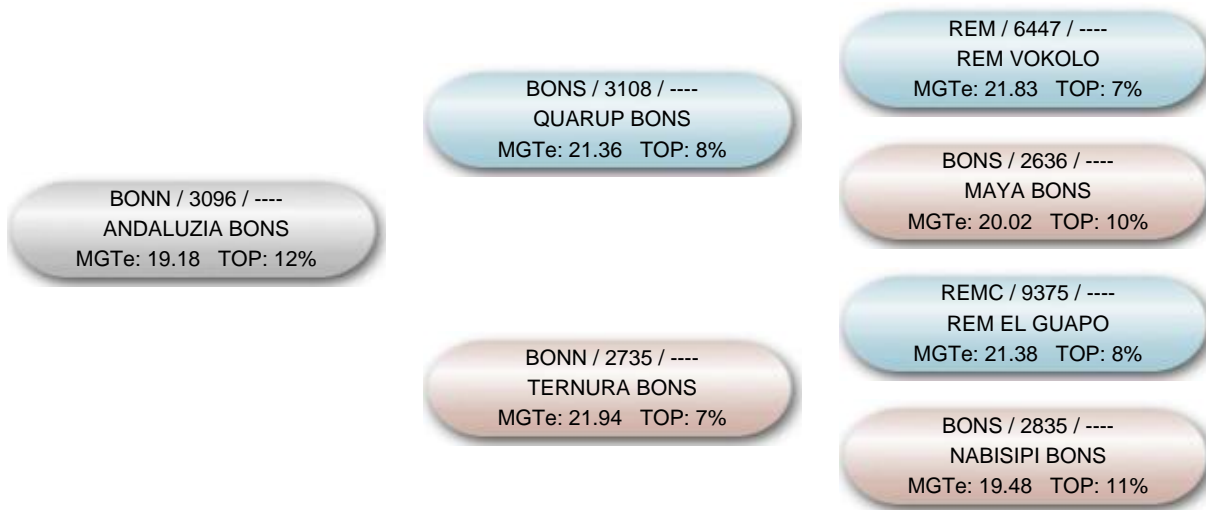 REM / 6447 / ----
REM VOKOLO
MGTe: 21.83 TOP: 7%
BONS / 3108 / ----
QUARUP BONS
MGTe: 21.36 TOP: 8%
BONS / 2636 / ----
MAYA BONS
MGTe: 20.02 TOP: 10%
BONN / 3096 / ----
ANDALUZIA BONS
MGTe: 19.18 TOP: 12%
REMC / 9375 / ----
REM EL GUAPO
MGTe: 21.38 TOP: 8%
BONN / 2735 / ----
TERNURA BONS
MGTe: 21.94 TOP: 7%
BONS / 2835 / ----
NABISIPI BONS
MGTe: 19.48 TOP: 11%